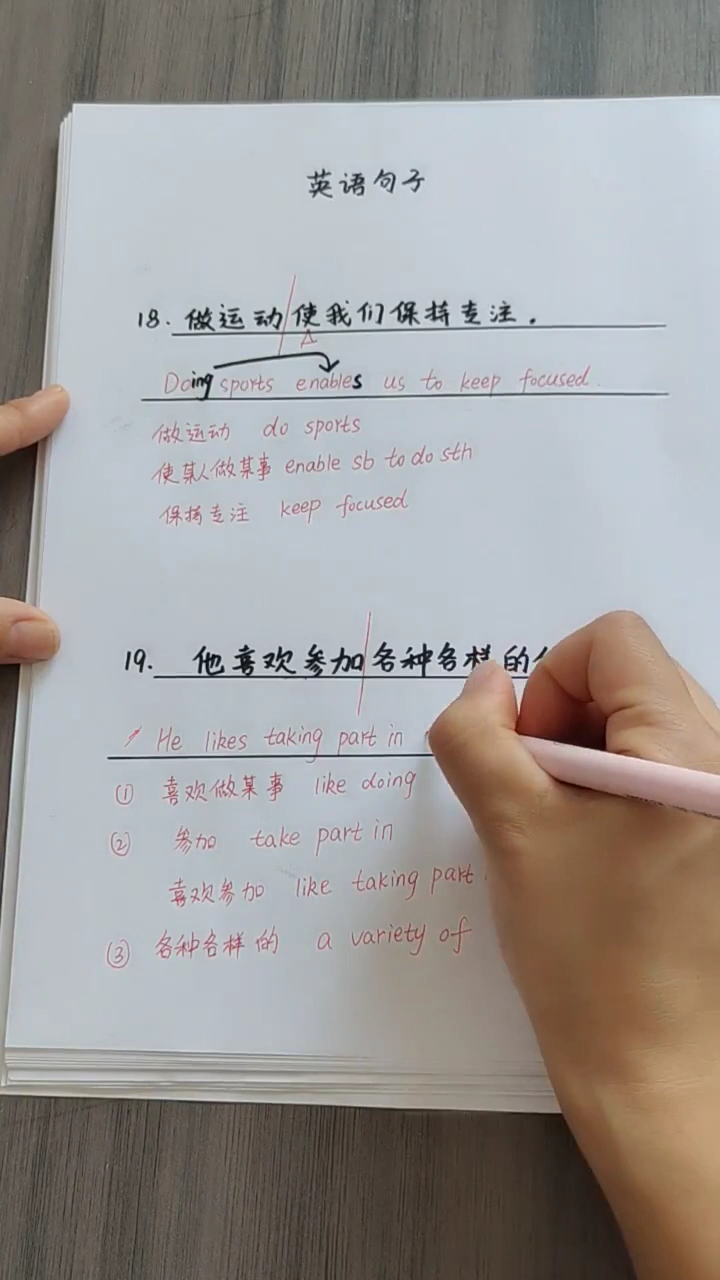 英语句子
18. 做运动使我们保持专注.
Doing sports enables us to keep focused.
做运动 do sports
使某人做某事 enable sb to do sth
保持专注 keep focused
19. 他喜欢参加各种各样的
He likes taking part in
① 喜欢做某事 like doing
② 参加 take part in
喜欢参加 like taking part
③ 各种各样的 a variety of